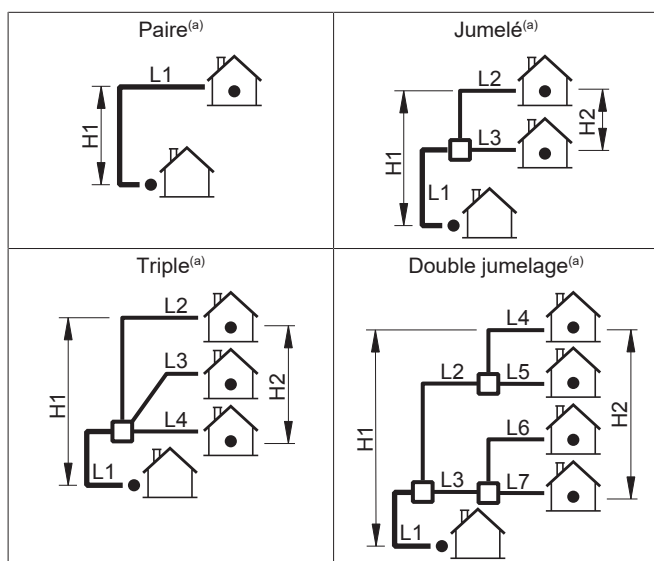 Paire(a)
L1
H1
Jumelé(a)
L2
H2
H1
L3
L1
Triple(a)
L2
L3
H1
H2
L4
L1
Double jumelage(a)
L4
L2
L5
H1
H2
L6
L3
L7
L1